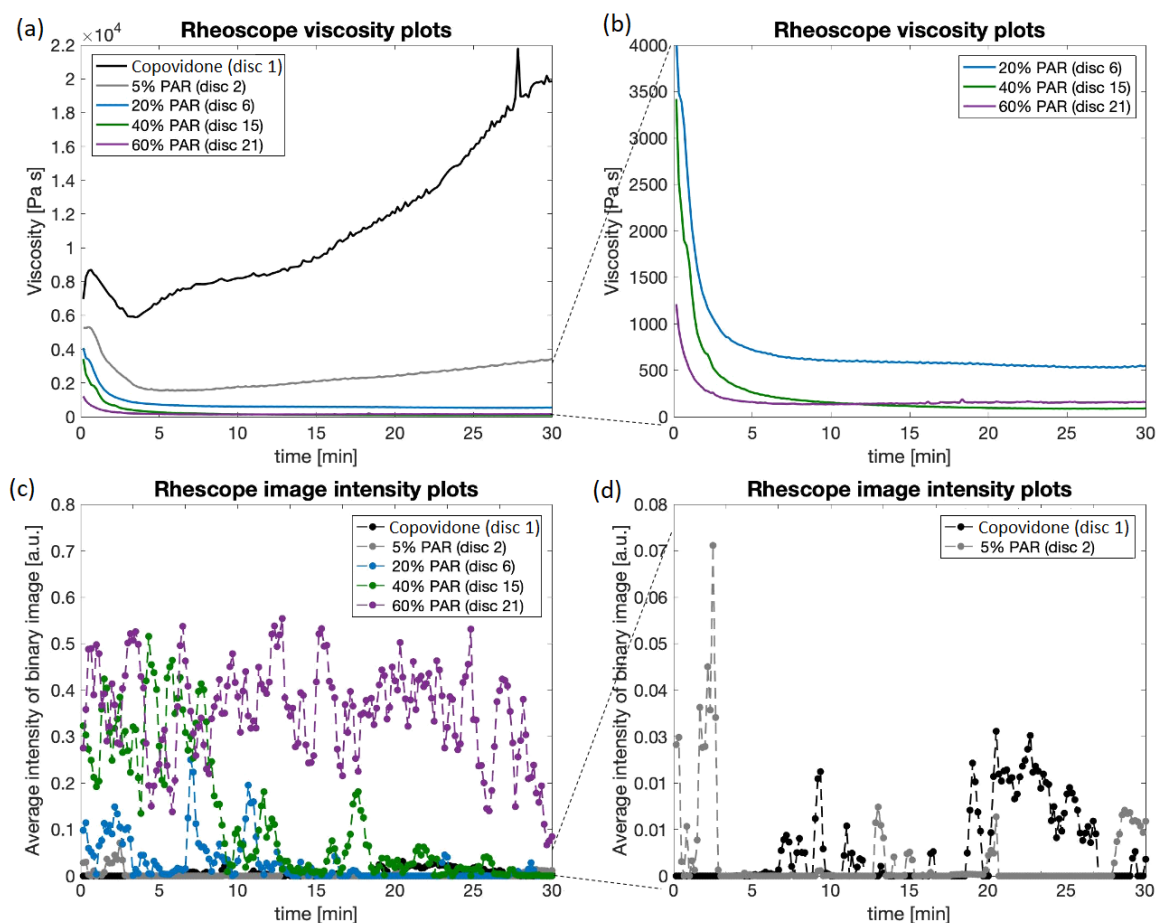 (a)
Rheoscope viscosity plots
× 10⁴
2.2
2
1.8
1.6
1.4
1.2
1
0.8
0.6
0.4
0.2
0
Viscosity [Pa s]
Copovidone (disc 1)
5% PAR (disc 2)
20% PAR (disc 6)
40% PAR (disc 15)
60% PAR (disc 21)
0 5 10 15 20 25 30
time [min]
(b)
Rheoscope viscosity plots
4000
3500
3000
2500
2000
1500
1000
500
0
Viscosity [Pa s]
20% PAR (disc 6)
40% PAR (disc 15)
60% PAR (disc 21)
0 5 10 15 20 25 30
time [min]
(c)
Rhescope image intensity plots
0.8
0.7
0.6
0.5
0.4
0.3
0.2
0.1
0
Average intensity of binary image [a.u.]
Copovidone (disc 1)
5% PAR (disc 2)
20% PAR (disc 6)
40% PAR (disc 15)
60% PAR (disc 21)
0 5 10 15 20 25 30
time [min]
(d)
Rhescope image intensity plots
0.08
0.07
0.06
0.05
0.04
0.03
0.01
0.01
0
Average intensity of binary image [a.u.]
Copovidone (disc 1)
5% PAR (disc 2)
0 5 10 15 20 25 30
time [min]